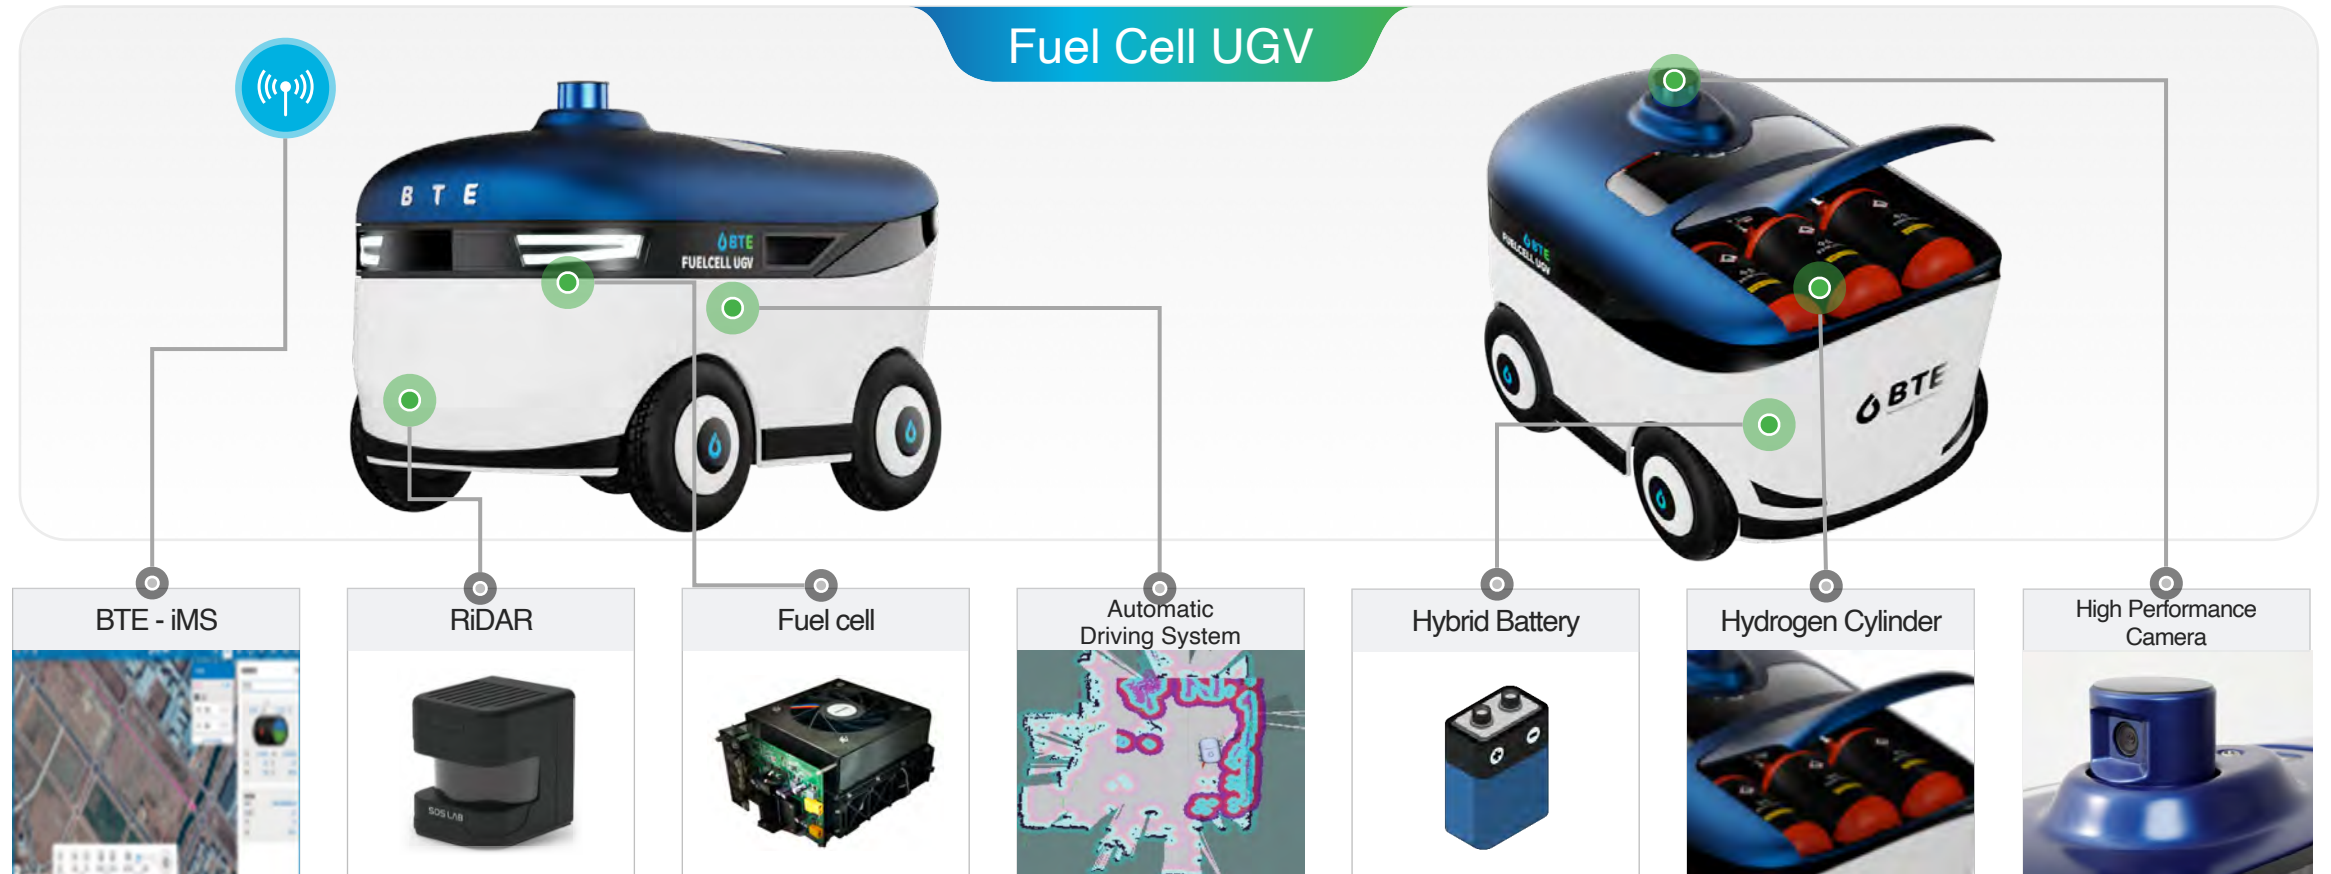 Fuel Cell UGV
B T E
BTE
FUELCELL UGV
BTE
FUELCELL UGV
BTE
BTE - iMS
RiDAR
Fuel cell
Automatic
Driving System
Hybrid Battery
Hydrogen Cylinder
High Performance
Camera
SOS LAB